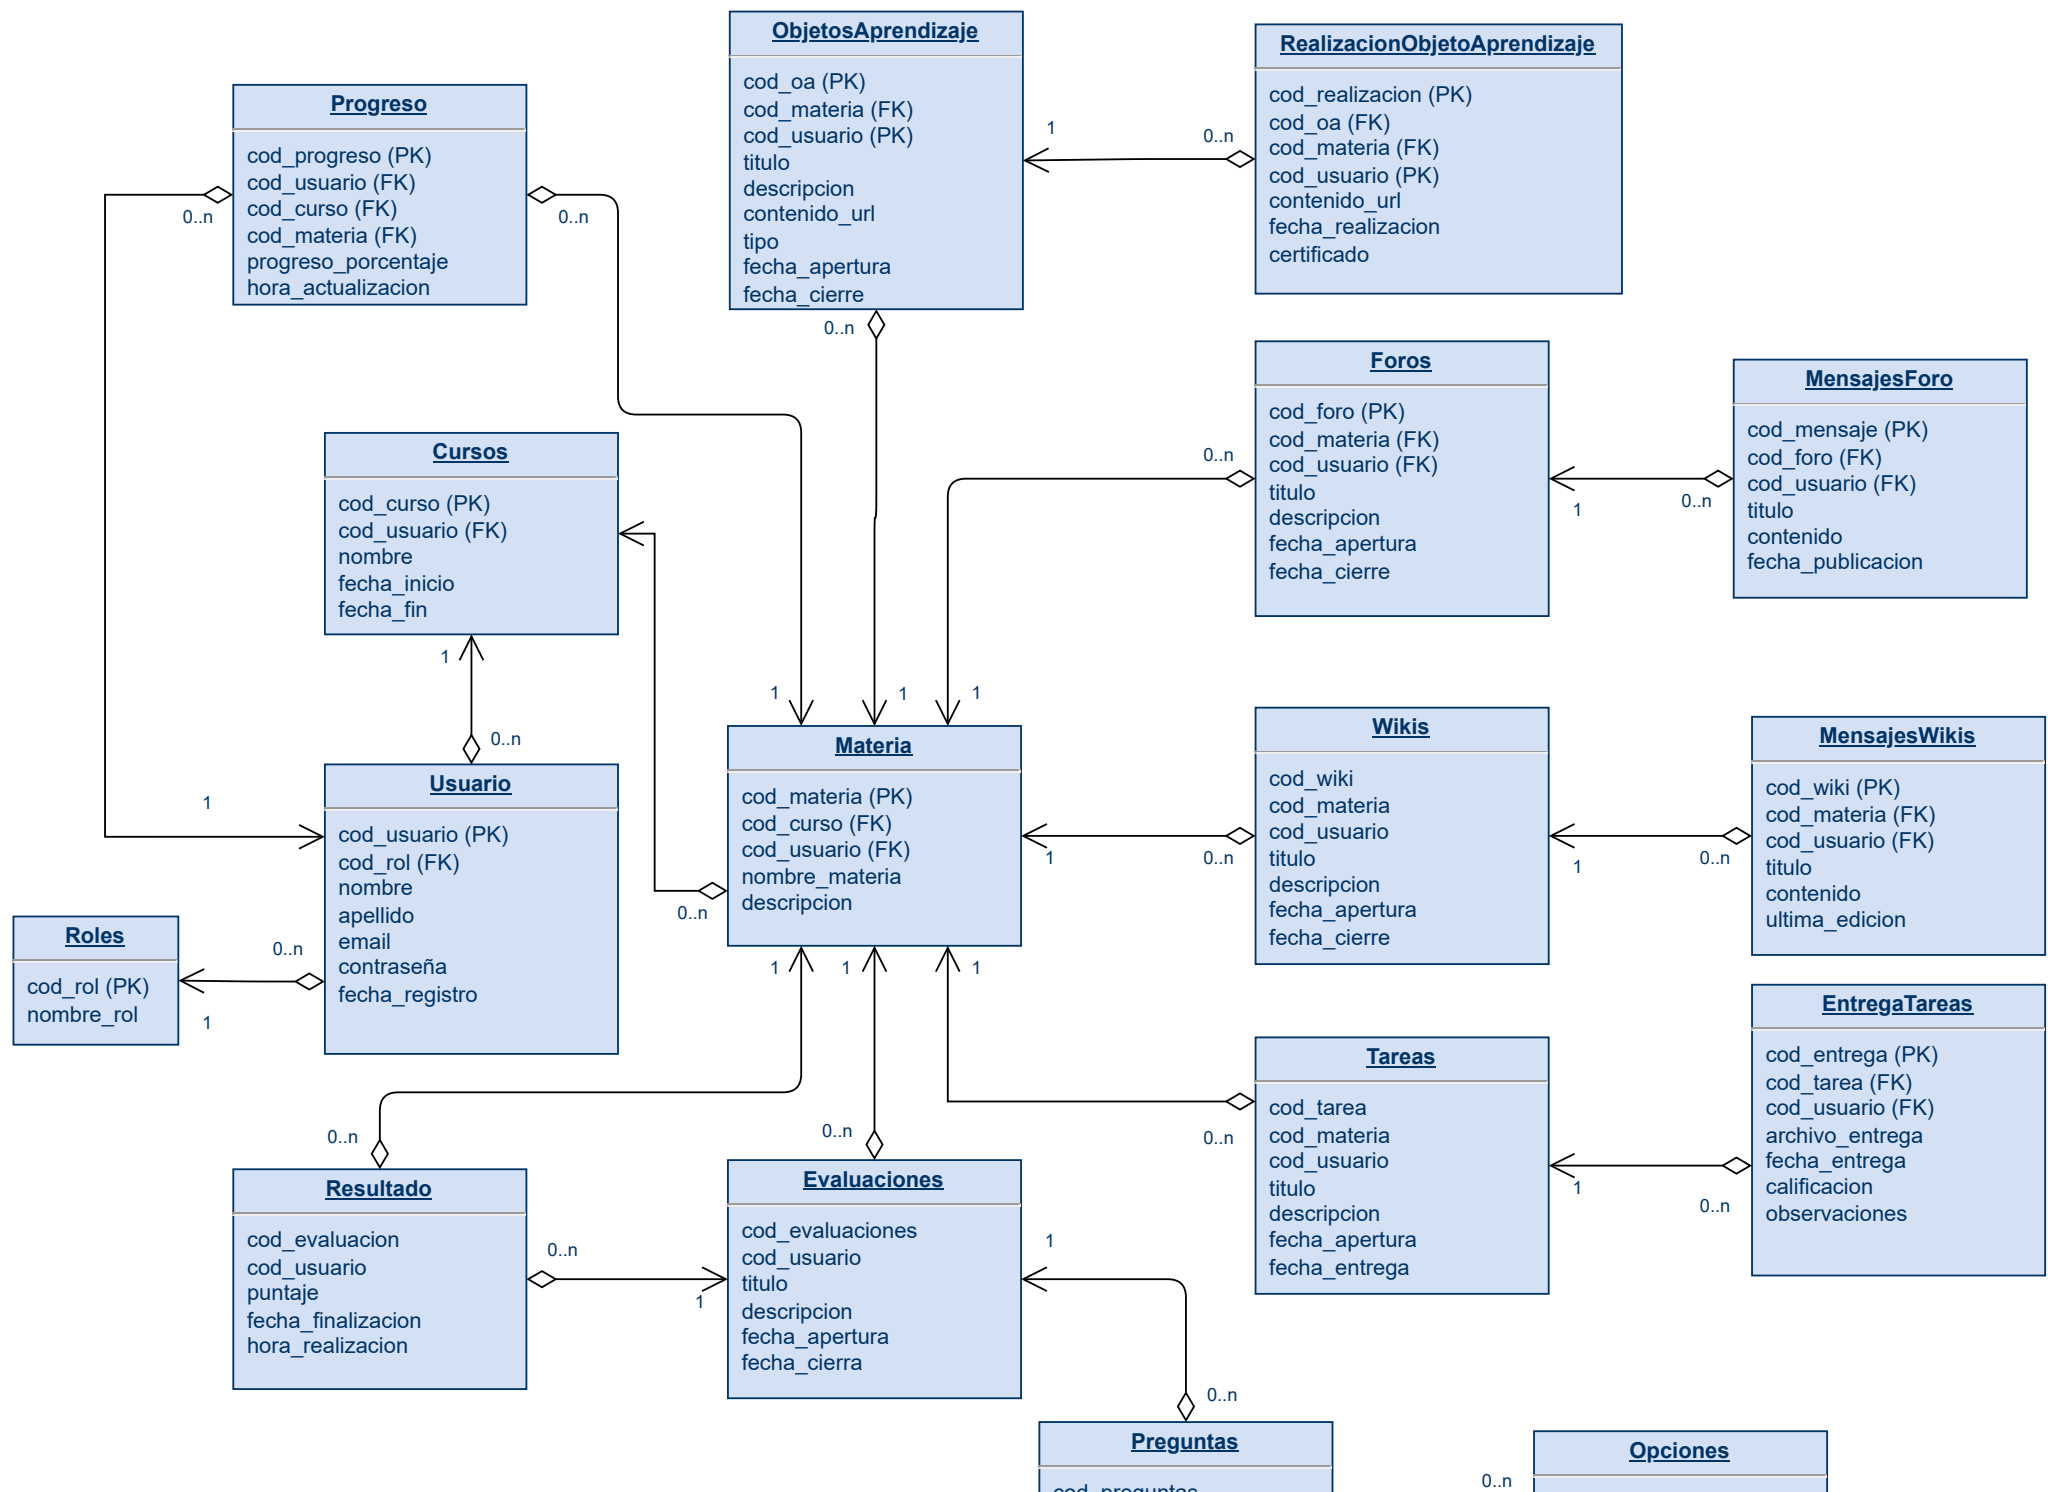 ObjetosAprendizaje
cod_oa (PK)
cod_materia (FK)
cod_usuario (PK)
titulo
descripcion
contenido_url
tipo
fecha_apertura
fecha_cierre
0..n
RealizacionObjetoAprendizaje
cod_realizacion (PK)
cod_oa (FK)
cod_materia (FK)
cod_usuario (PK)
contenido_url
fecha_realizacion
certificado
1
0..n
Progreso
cod_progreso (PK)
cod_usuario (FK)
cod_curso (FK)
cod_materia (FK)
progreso_porcentaje
hora_actualizacion
0..n
0..n
Foros
cod_foro (PK)
cod_materia (FK)
cod_usuario (FK)
titulo
descripcion
fecha_apertura
fecha_cierre
0..n
MensajesForo
cod_mensaje (PK)
cod_foro (FK)
cod_usuario (FK)
titulo
contenido
fecha_publicacion
1
0..n
Cursos
cod_curso (PK)
cod_usuario (FK)
nombre
fecha_inicio
fecha_fin
1
0..n
Usuario
cod_usuario (PK)
cod_rol (FK)
nombre
apellido
email
contraseña
fecha_registro
1
Roles
cod_rol (PK)
nombre_rol
0..n
1
1
1
1
Materia
cod_materia (PK)
cod_curso (FK)
cod_usuario (FK)
nombre_materia
descripcion
0..n
1
1
1
Wikis
cod_wiki
cod_materia
cod_usuario
titulo
descripcion
fecha_apertura
fecha_cierre
1
0..n
MensajesWikis
cod_wiki (PK)
cod_materia (FK)
cod_usuario (FK)
titulo
contenido
ultima_edicion
1
0..n
EntregaTareas
cod_entrega (PK)
cod_tarea (FK)
cod_usuario (FK)
archivo_entrega
fecha_entrega
calificacion
observaciones
1
0..n
Tareas
cod_tarea
cod_materia
cod_usuario
titulo
descripcion
fecha_apertura
fecha_entrega
0..n
0..n
Resultado
cod_evaluacion
cod_usuario
puntaje
fecha_finalizacion
hora_realizacion
0..n
1
0..n
Evaluaciones
cod_evaluaciones
cod_usuario
titulo
descripcion
fecha_apertura
fecha_cierra
1
0..n
Preguntas
cod_preguntas
0..n
Opciones